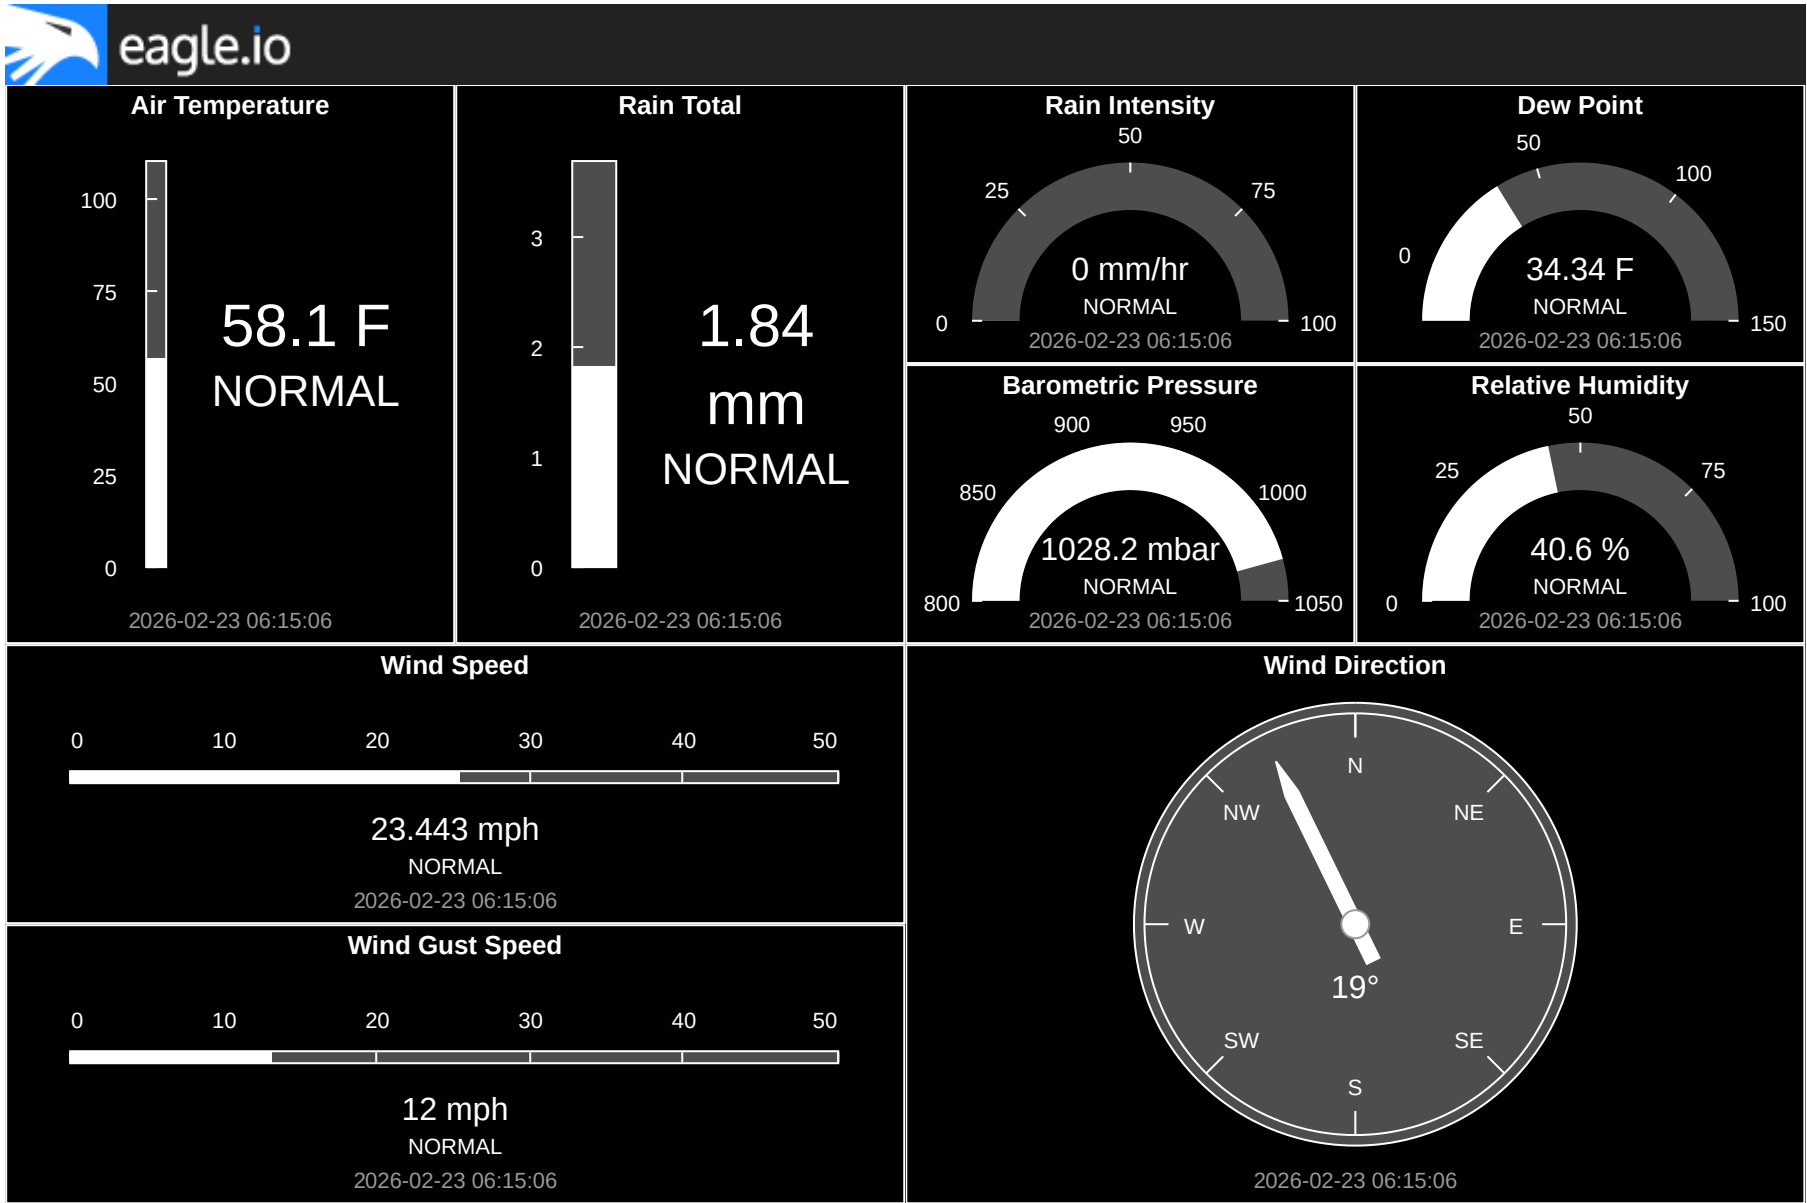 eagle.io
Air Temperature
100
75
50
25
0
58.1 F
NORMAL
2026-02-23 06:15:06
Rain Total
3
2
1
0
1.84
mm
NORMAL
2026-02-23 06:15:06
Rain Intensity
0
25
50
75
100
0 mm/hr
NORMAL
2026-02-23 06:15:06
Dew Point
0
50
100
150
34.34 F
NORMAL
2026-02-23 06:15:06
Barometric Pressure
800
850
900
950
1000
1050
1028.2 mbar
NORMAL
2026-02-23 06:15:06
Relative Humidity
0
25
50
75
100
40.6 %
NORMAL
2026-02-23 06:15:06
Wind Speed
0 10 20 30 40 50
23.443 mph
NORMAL
2026-02-23 06:15:06
Wind Gust Speed
0 10 20 30 40 50
12 mph
NORMAL
2026-02-23 06:15:06
Wind Direction
N
NW NE
W E
19°
SW SE
S
2026-02-23 06:15:06